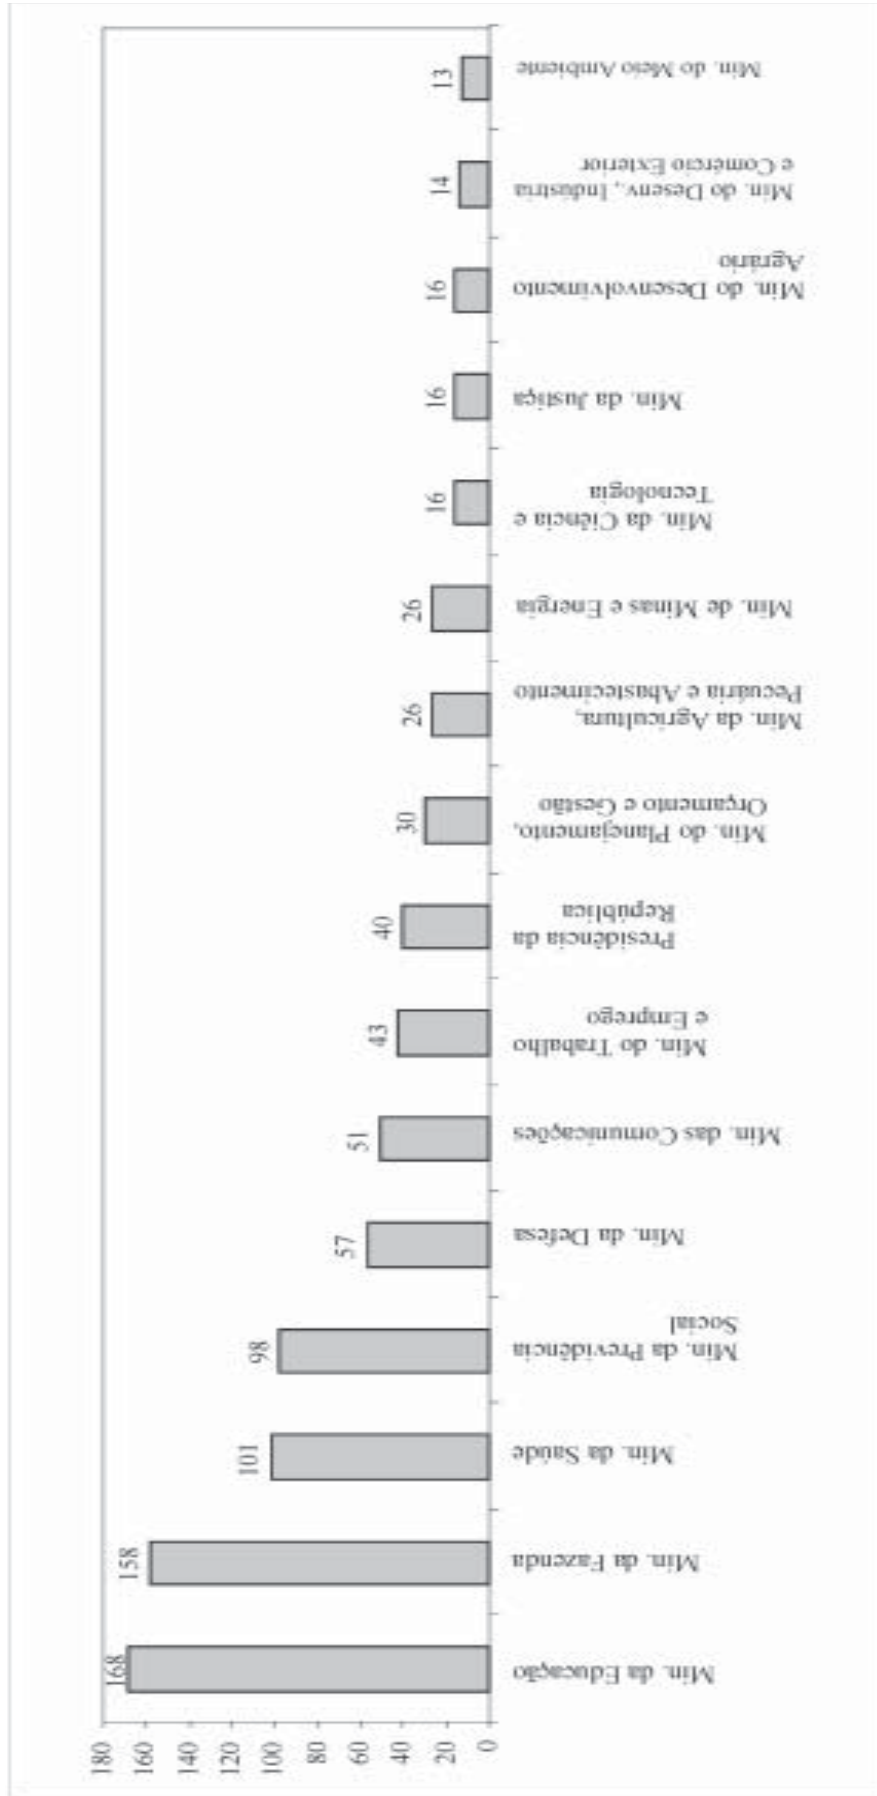 180
160
140
120
100
80
60
40
20
0
168
158
101
98
57
51
43
40
30
26
26
16
16
16
14
13
Min. da Educação
Min. da Fazenda
Min. da Saúde
Min. da Previdência
Social
Min. da Defesa
Min. das Comunicações
Min. do Trabalho
e Emprego
Presidência da
República
Min. do Planejamento,
Orçamento e Gestão
Min. da Agricultura,
Pecuária e Abastecimento
Min. de Minas e Energia
Min. da Ciência e
Tecnologia
Min. da Justiça
Min. do Desenvolvimento
Agrário
Min. do Desenv., Indústria
e Comércio Exterior
Min. do Meio Ambiente